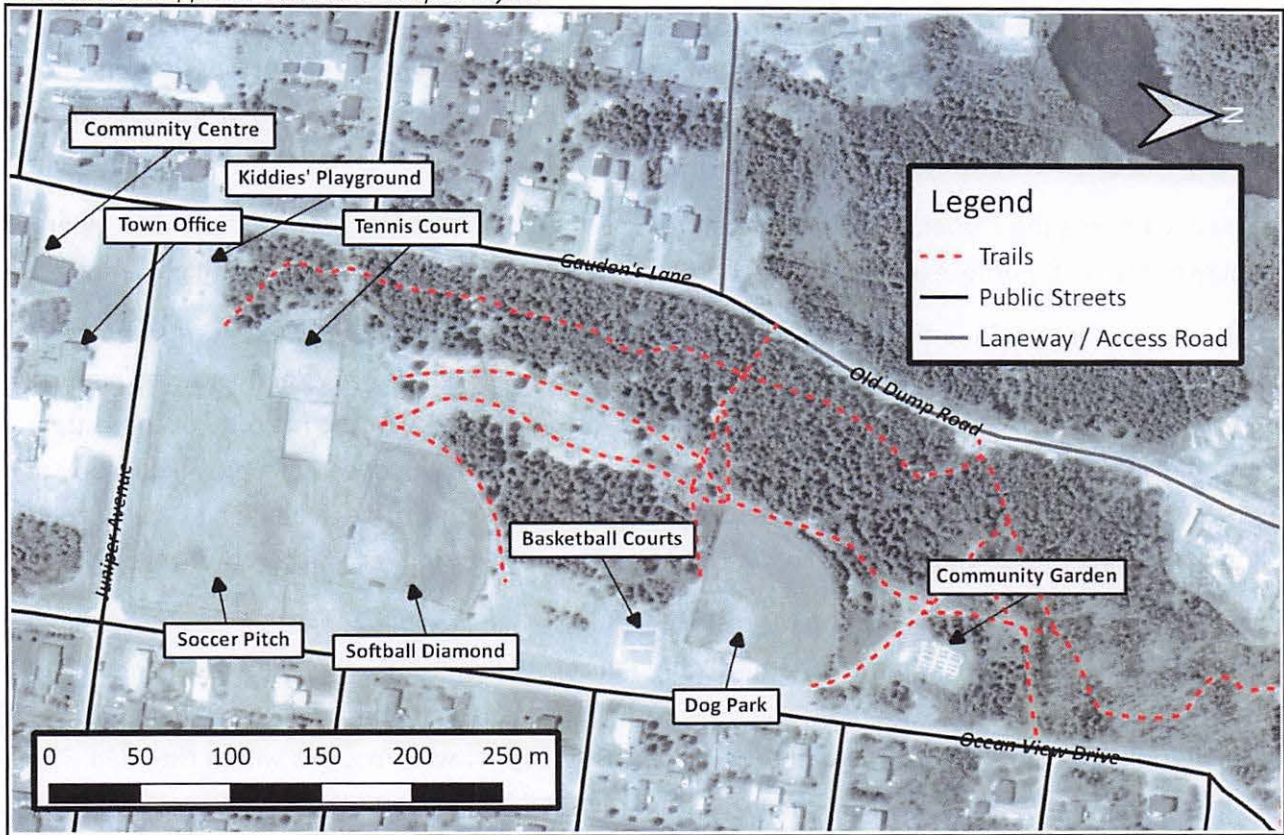 Community Centre
Kiddies' Playground
Town Office
Tennis Court
N
Legend
Trails
Public Streets
Laneway / Access Road
Gaudon's Lane
Old Dump Road
Juniper Avenue
Basketball Courts
Community Garden
Soccer Pitch
Softball Diamond
Dog Park
Ocean View Drive
0 50 100 150 200 250 m